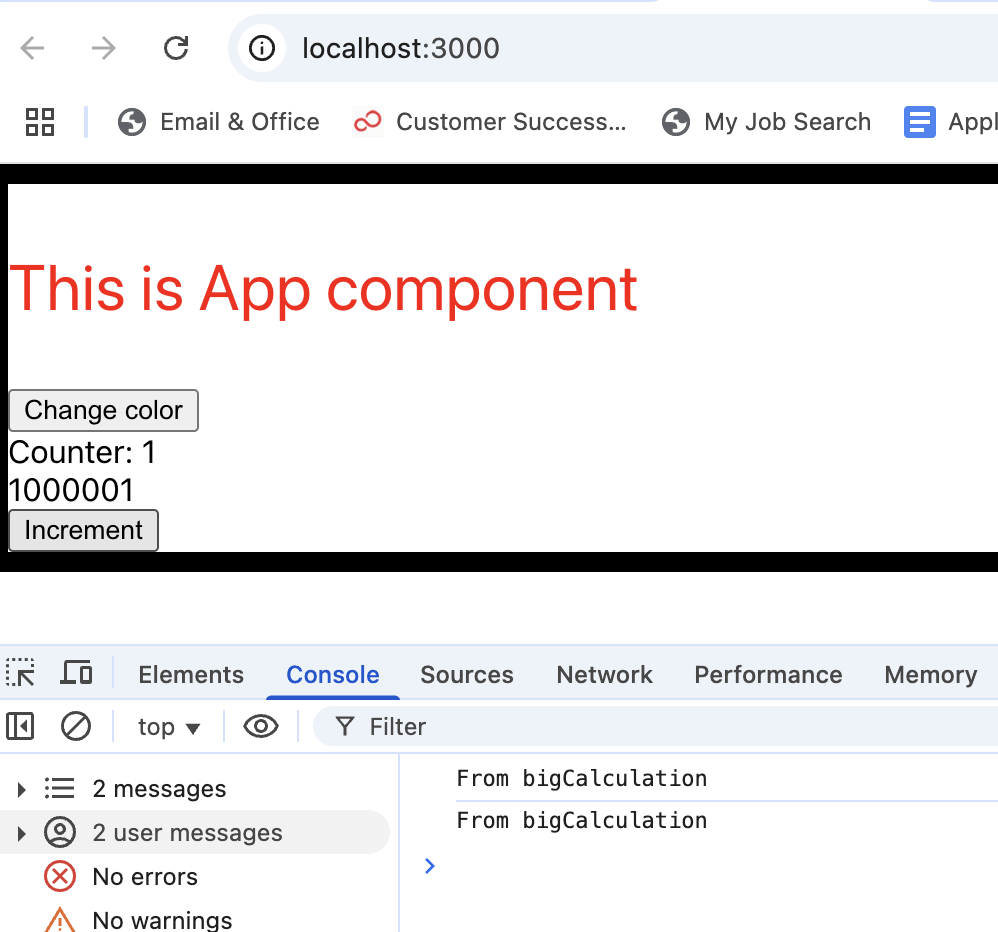 localhost:3000
Email & Office Customer Success... My Job Search Appl
This is App component
Change color
Counter: 1
1000001
Increment
Elements Console Sources Network Performance Memory
top Filter
2 messages
2 user messages
No errors
No warnings
From bigCalculation
From bigCalculation